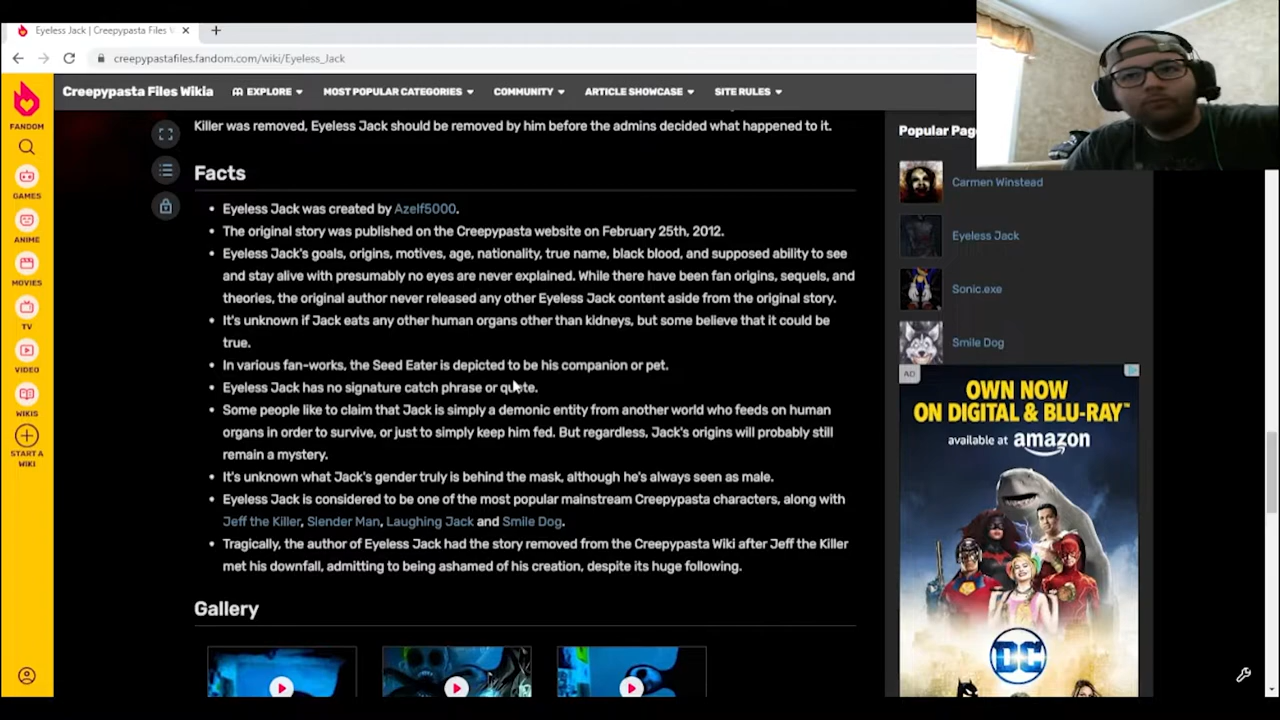 Eyeless Jack | Creepypasta Files W
creepypastafiles.fandom.com/wiki/Eyeless_Jack
FANDOM
GAMES
ANIME
MOVIES
TV
VIDEO
WIKIS
START A
WIKI
Creepypasta Files Wikia
EXPLORE
MOST POPULAR CATEGORIES
COMMUNITY
ARTICLE SHOWCASE
SITE RULES
Killer was removed, Eyeless Jack should be removed by him before the admins decided what happened to it.
Facts
• Eyeless Jack was created by Azelf5000.
• The original story was published on the Creepypasta website on February 25th, 2012.
• Eyeless Jack's goals, origins, motives, age, nationality, true name, black blood, and supposed ability to see
and stay alive with presumably no eyes are never explained. While there have been fan origins, sequels, and
theories, the original author never released any other Eyeless Jack content aside from the original story.
• It's unknown if Jack eats any other human organs other than kidneys, but some believe that it could be
true.
• In various fan-works, the Seed Eater is depicted to be his companion or pet.
• Eyeless Jack has no signature catch phrase or quote.
• Some people like to claim that Jack is simply a demonic entity from another world who feeds on human
organs in order to survive, or just to simply keep him fed. But regardless, Jack's origins will probably still
remain a mystery.
• It's unknown what Jack's gender truly is behind the mask, although he's always seen as male.
• Eyeless Jack is considered to be one of the most popular mainstream Creepypasta characters, along with
Jeff the Killer, Slender Man, Laughing Jack and Smile Dog.
• Tragically, the author of Eyeless Jack had the story removed from the Creepypasta Wiki after Jeff the Killer
met his downfall, admitting to being ashamed of his creation, despite its huge following.
Gallery
Popular Pag
Carmen Winstead
Eyeless Jack
Sonic.exe
Smile Dog
AD
OWN NOW
ON DIGITAL & BLU-RAY™
available at amazon
DC